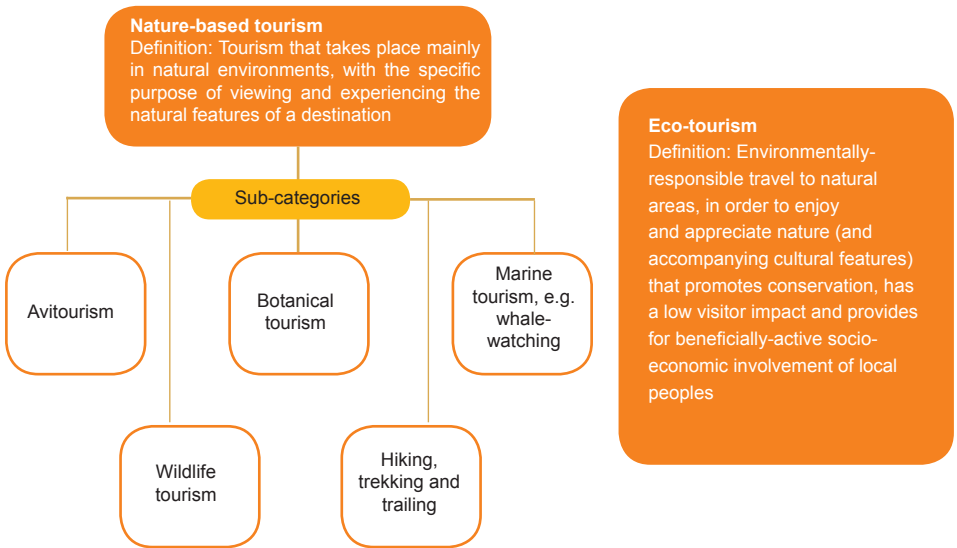 Nature-based tourism
Definition: Tourism that takes place mainly
in natural environments, with the specific
purpose of viewing and experiencing the
natural features of a destination
Sub-categories
Avitourism
Botanical
tourism
Marine
tourism, e.g.
whale-
watching
Wildlife
tourism
Hiking,
trekking and
trailing
Eco-tourism
Definition: Environmentally-
responsible travel to natural
areas, in order to enjoy
and appreciate nature (and
accompanying cultural features)
that promotes conservation, has
a low visitor impact and provides
for beneficially-active socio-
economic involvement of local
peoples